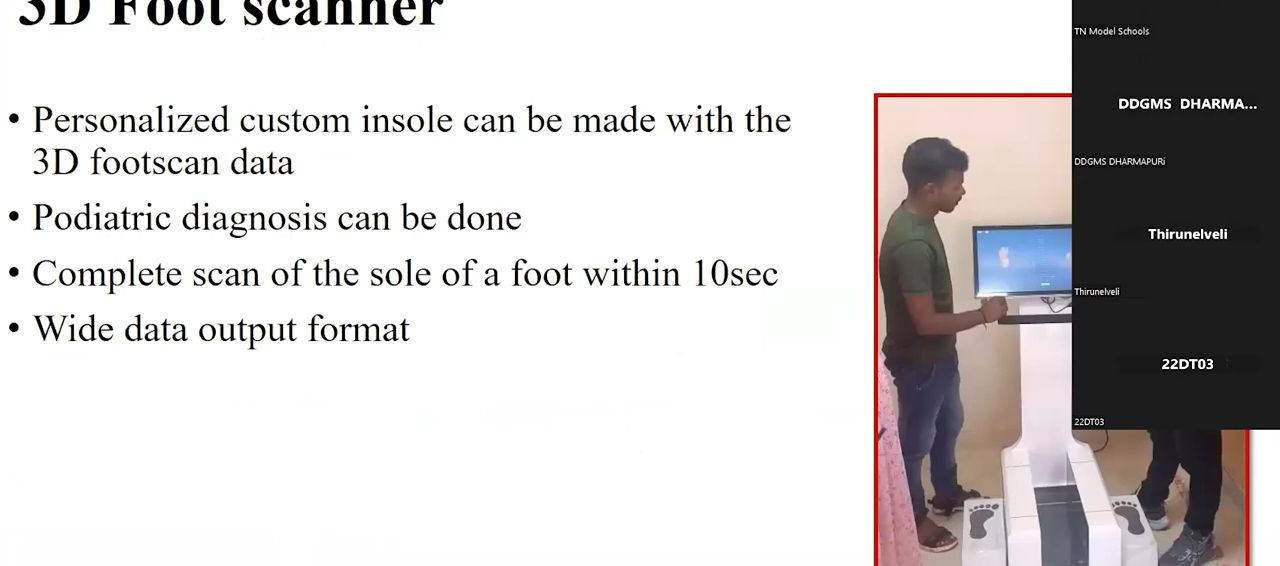 3D Foot scanner
• Personalized custom insole can be made with the
3D footscan data
• Podiatric diagnosis can be done
• Complete scan of the sole of a foot within 10sec
• Wide data output format
TN Model Schools
DDGMS DHARMA...
DDGMS DHARMAPURi
Thirunelveli
Thirunelveli
22DT03
22DT03